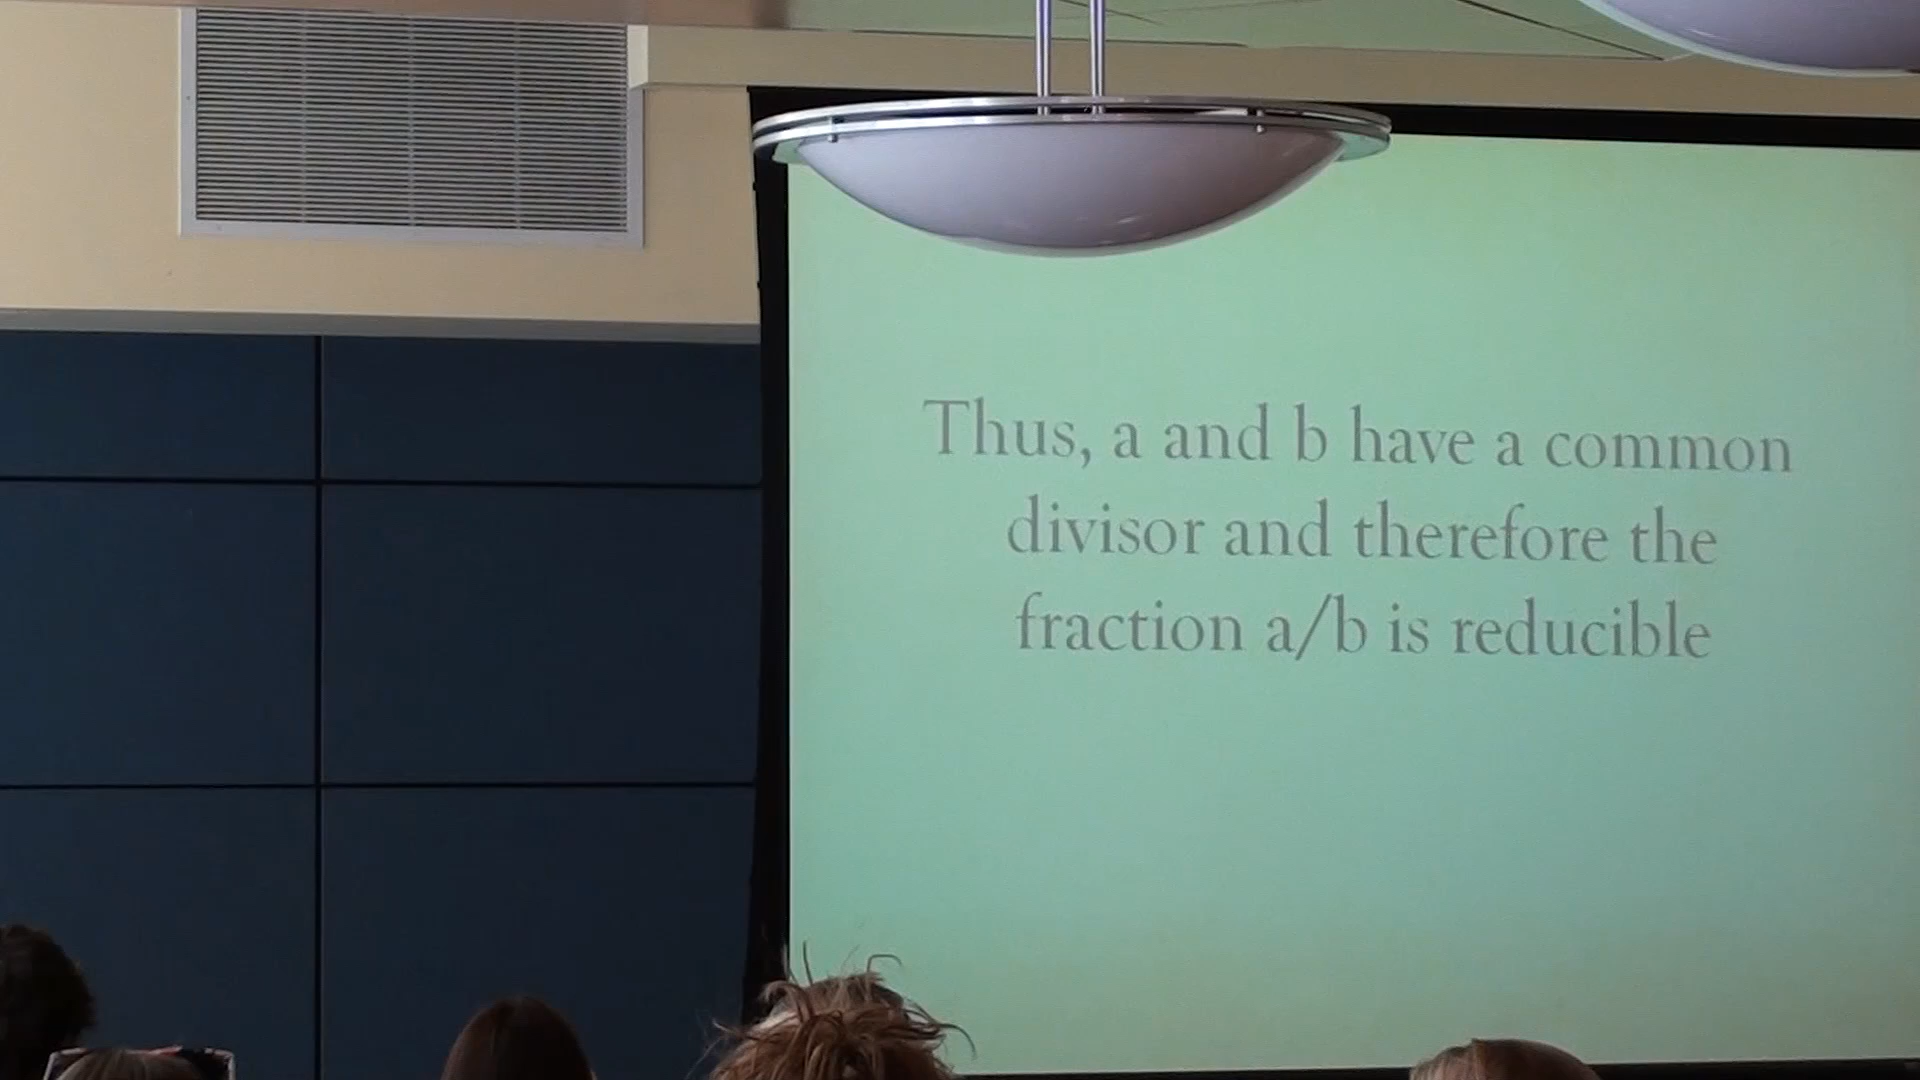 Thus, a and b have a common
divisor and therefore the
fraction a/b is reducible